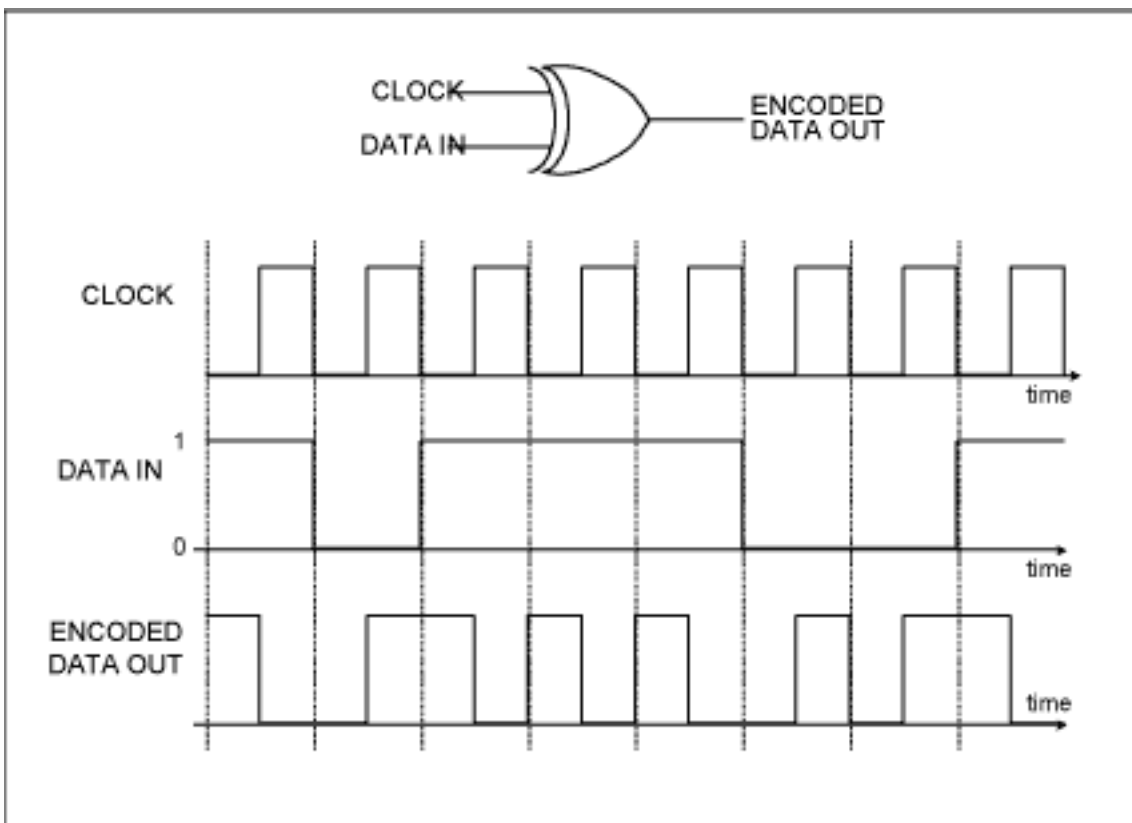 CLOCK
DATA IN
ENCODED
DATA OUT
CLOCK
time
1
DATA IN
0
time
ENCODED
DATA OUT
time